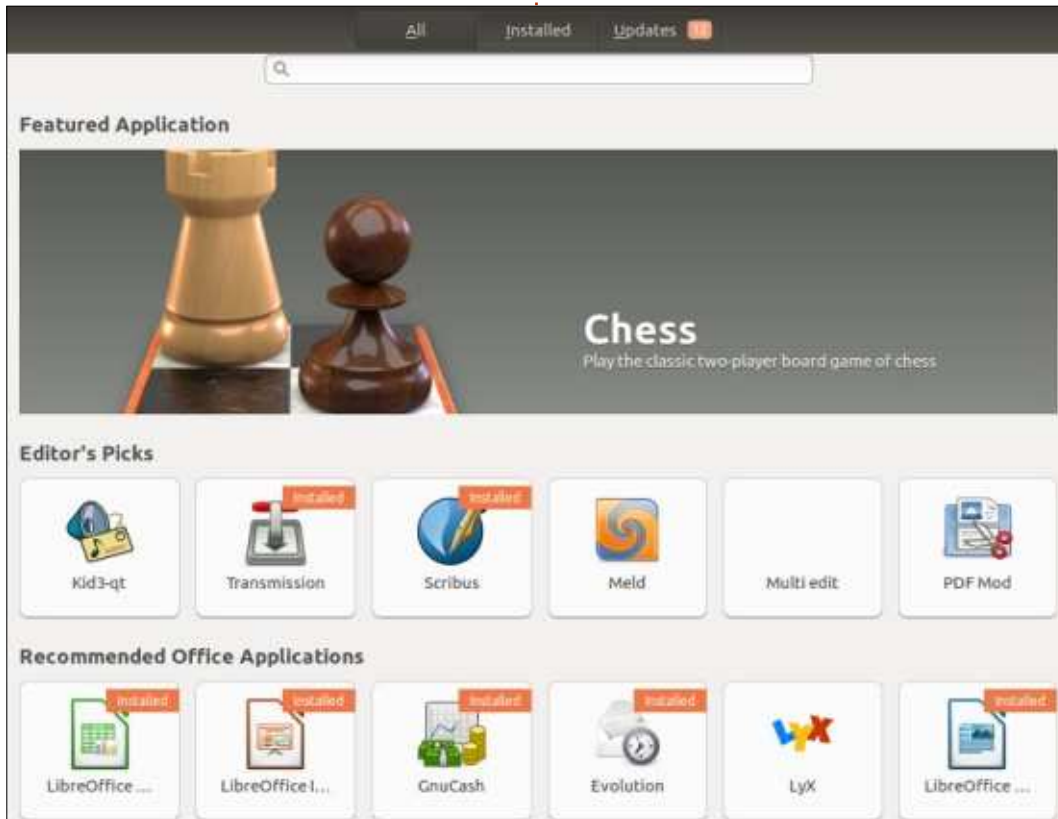 All Installed Updates
Featured Application
Chess
Play the classic two-player board game of chess
Editor's Picks
Installed Installed
Kid3-qt Transmission Scribus Meld Multi edit PDF Mod
Recommended Office Applications
Installed Installed Installed Installed Installed
LibreOffice ... LibreOffice I... GnuCash Evolution LyX LibreOffice ...